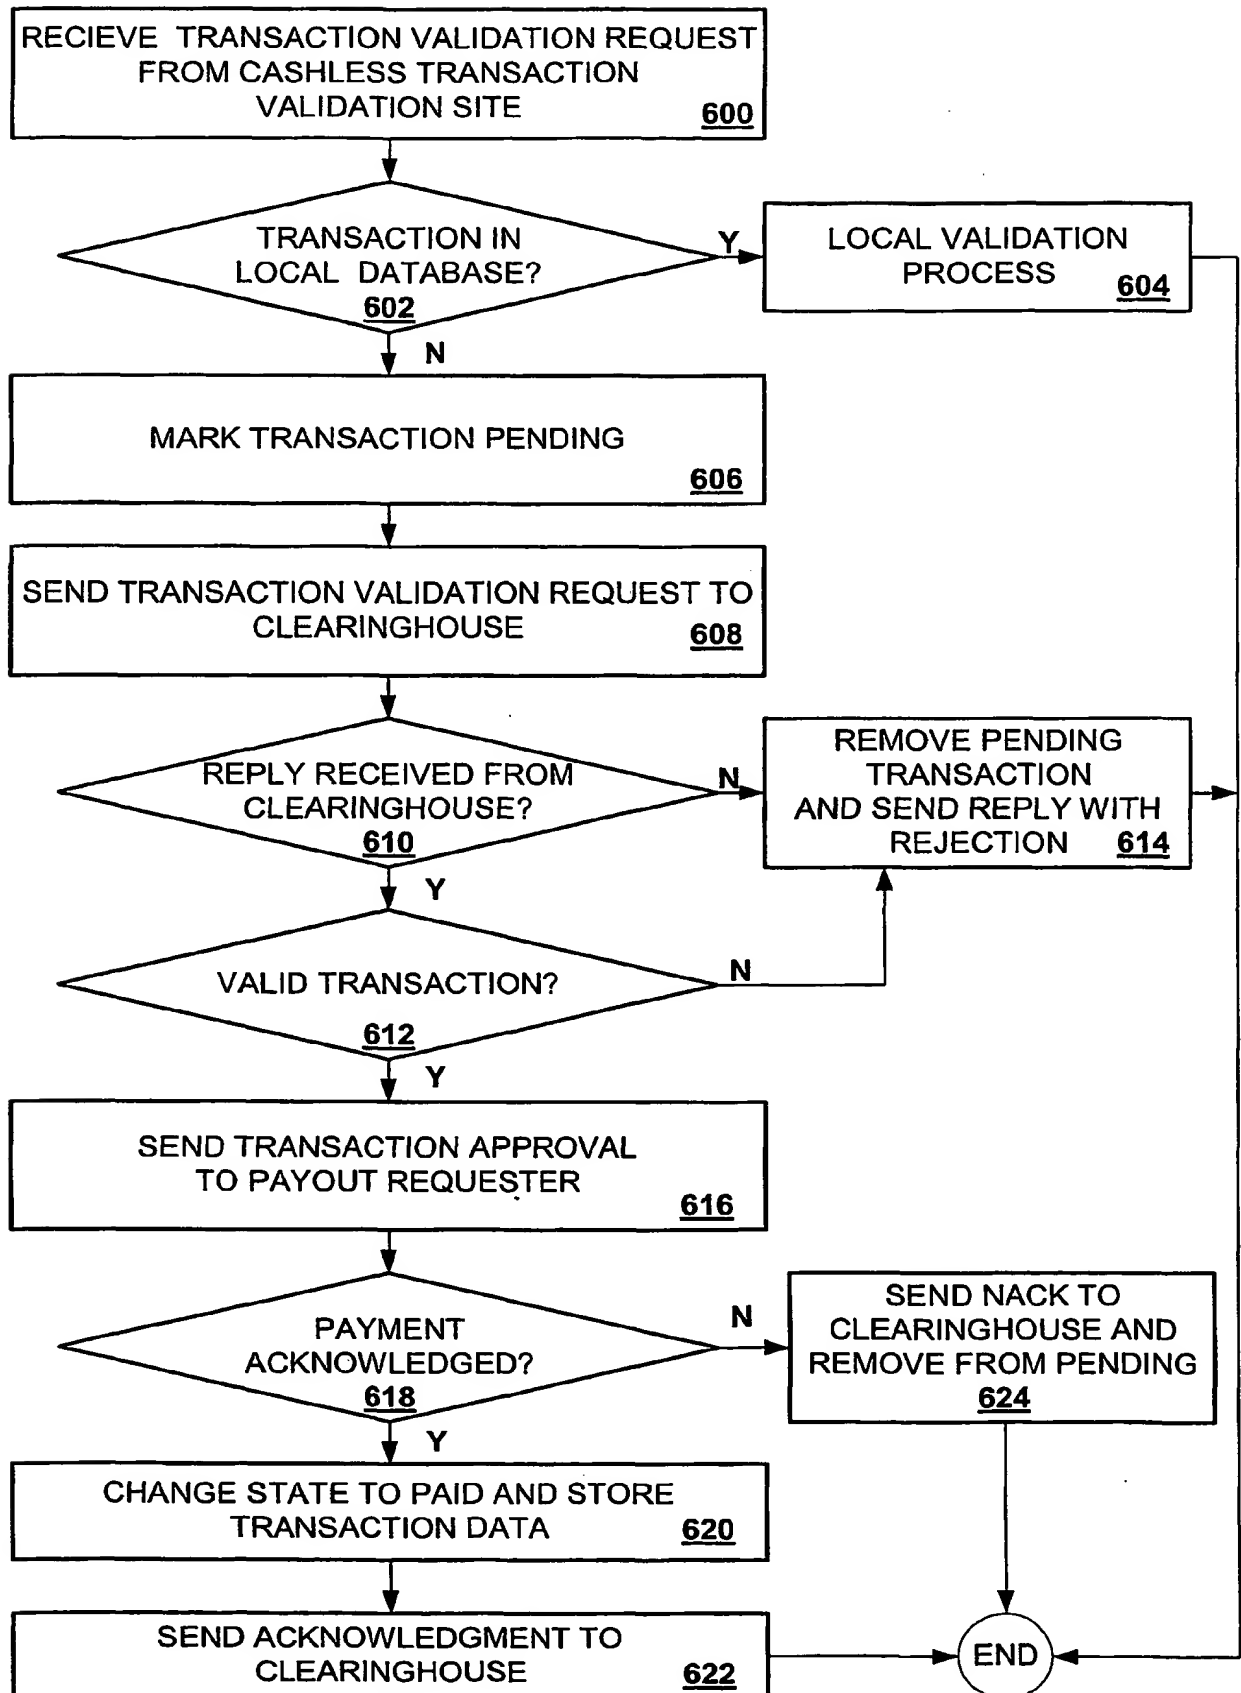 RECIEVE TRANSACTION VALIDATION REQUEST
FROM CASHLESS TRANSACTION
VALIDATION SITE
600
TRANSACTION IN
LOCAL DATABASE?
602
Y
LOCAL VALIDATION
PROCESS
604
N
MARK TRANSACTION PENDING
606
SEND TRANSACTION VALIDATION REQUEST TO
CLEARINGHOUSE
608
REPLY RECEIVED FROM
CLEARINGHOUSE?
610
N
REMOVE PENDING
TRANSACTION
AND SEND REPLY WITH
REJECTION 614
Y
VALID TRANSACTION?
612
N
Y
SEND TRANSACTION APPROVAL
TO PAYOUT REQUESTER
616
PAYMENT
ACKNOWLEDGED?
618
N
SEND NACK TO
CLEARINGHOUSE AND
REMOVE FROM PENDING
624
Y
CHANGE STATE TO PAID AND STORE
TRANSACTION DATA 620
SEND ACKNOWLEDGMENT TO
CLEARINGHOUSE 622
END